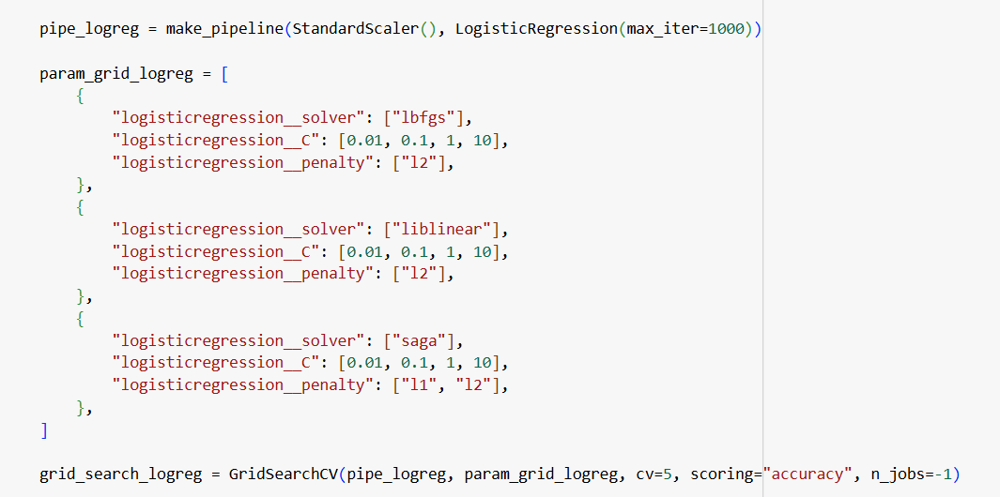 pipe_logreg = make_pipeline(StandardScaler(), LogisticRegression(max_iter=1000))
param_grid_logreg = [
{
"logisticregression__solver": ["lbfgs"],
"logisticregression__C": [0.01, 0.1, 1, 10],
"logisticregression__penalty": ["l2"],
},
{
"logisticregression__solver": ["liblinear"],
"logisticregression__C": [0.01, 0.1, 1, 10],
"logisticregression__penalty": ["l2"],
},
{
"logisticregression__solver": ["saga"],
"logisticregression__C": [0.01, 0.1, 1, 10],
"logisticregression__penalty": ["l1", "l2"],
},
]
grid_search_logreg = GridSearchCV(pipe_logreg, param_grid_logreg, cv=5, scoring="accuracy", n_jobs=-1)